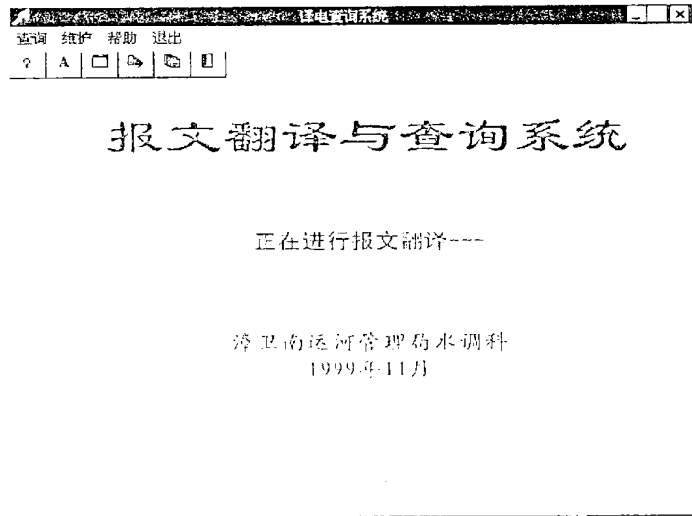 译电查询系统
查询 维护 帮助 退出
? A
报文翻译与查询系统
正在进行报文翻译---
漳卫南运河管理局水调科
1999年11月